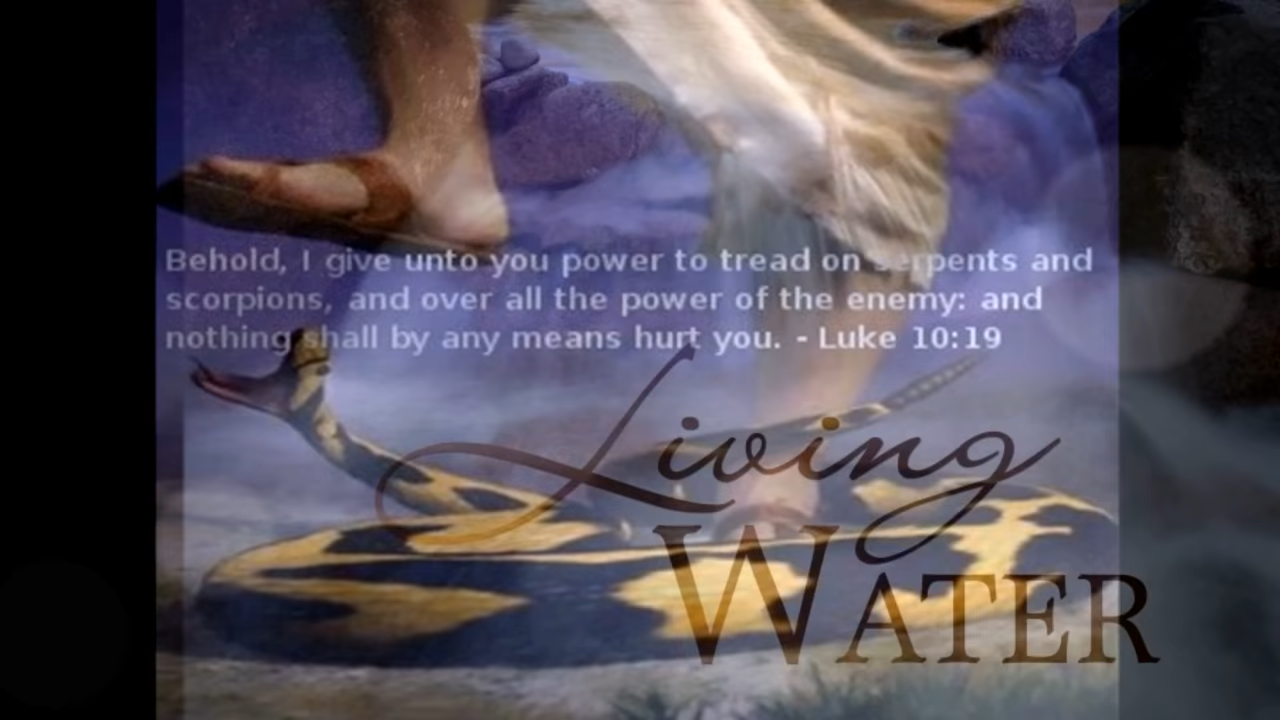 Behold, I give unto you power to tread on serpents and
scorpions, and over all the power of the enemy: and
nothing shall by any means hurt you. - Luke 10:19
Living
WATER